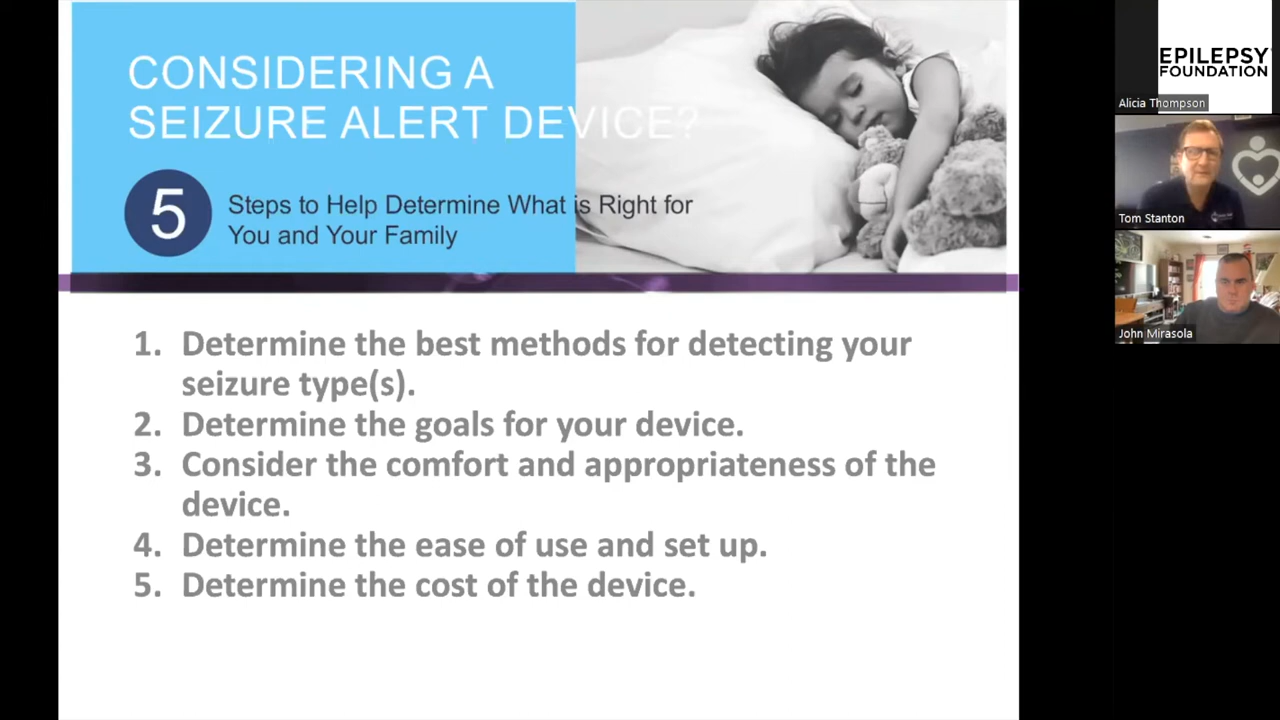 CONSIDERING A
SEIZURE ALERT DEVICE?
5
Steps to Help Determine What is Right for
You and Your Family
1. Determine the best methods for detecting your
seizure type(s).
2. Determine the goals for your device.
3. Consider the comfort and appropriateness of the
device.
4. Determine the ease of use and set up.
5. Determine the cost of the device.
EPILEPSY
FOUNDATION
Alicia Thompson
Tom Stanton
John Mirasola